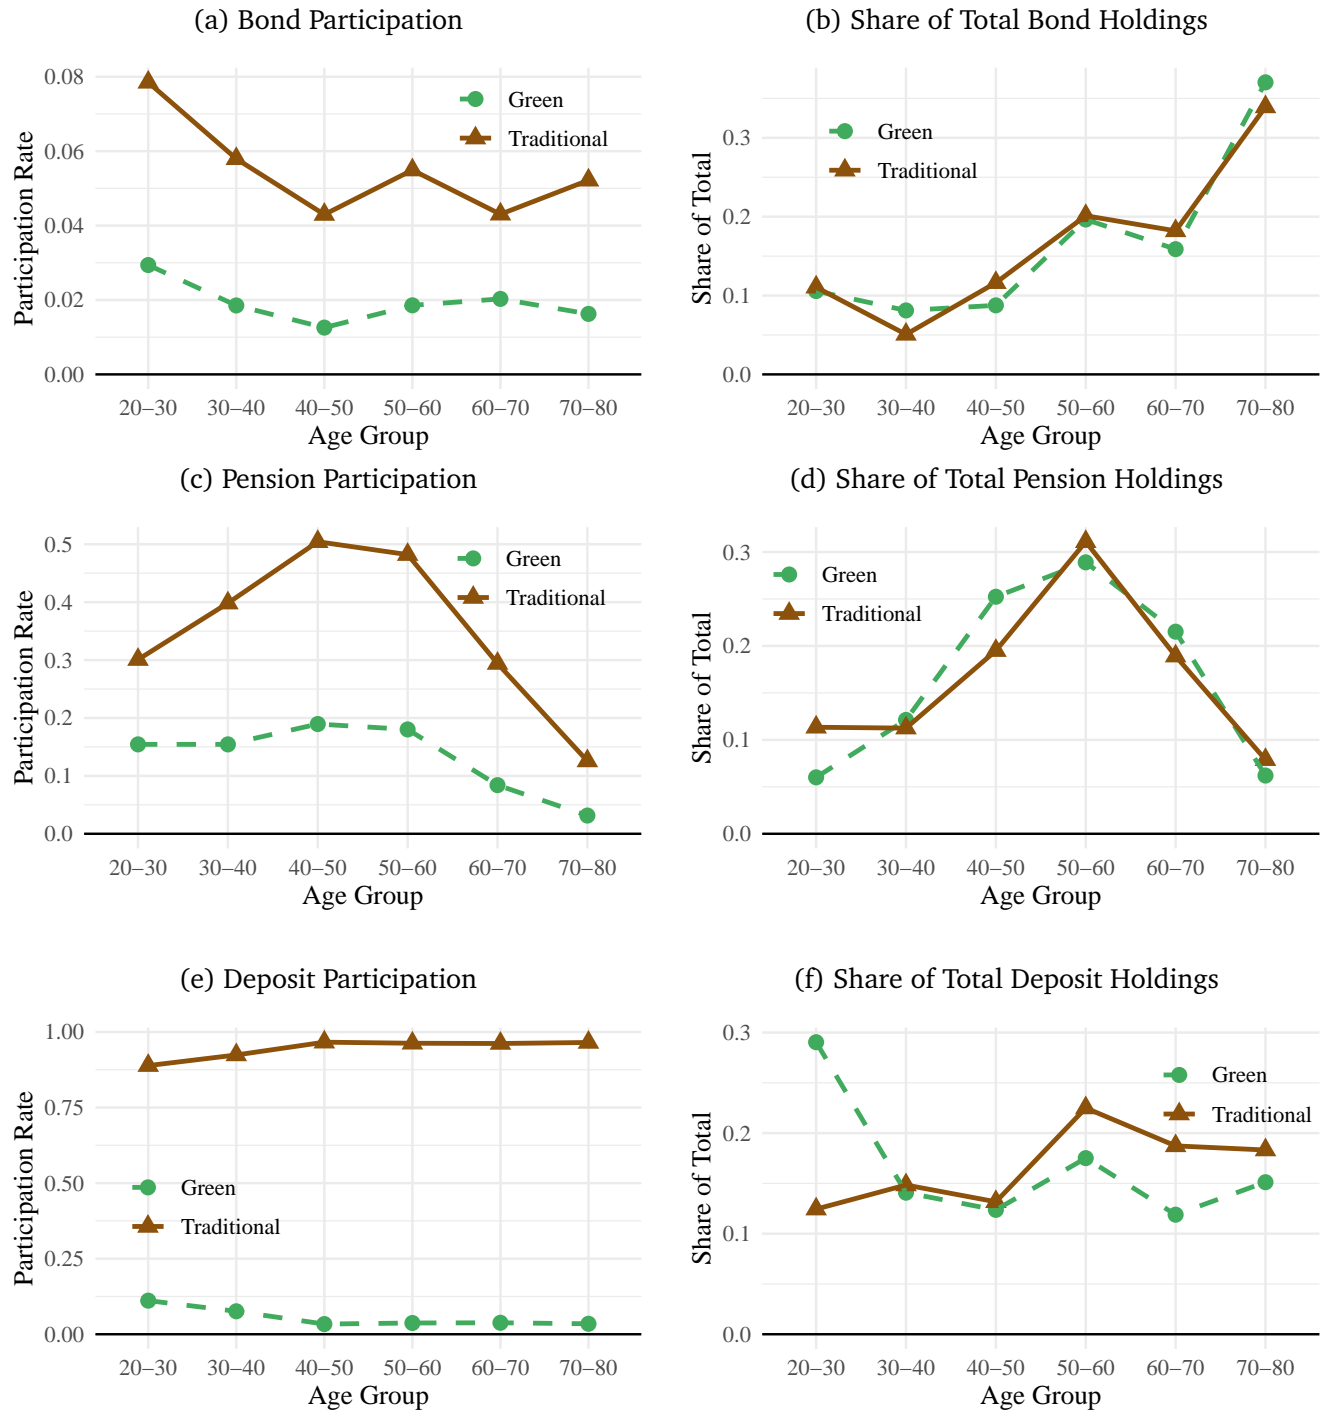 (a) Bond Participation
Participation Rate
0.08
0.06
0.04
0.02
0.00
Green
Traditional
20–30 30–40 40–50 50–60 60–70 70–80
Age Group
(b) Share of Total Bond Holdings
Share of Total
0.3
0.2
0.1
0.0
Green
Traditional
20–30 30–40 40–50 50–60 60–70 70–80
Age Group
(c) Pension Participation
Participation Rate
0.5
0.4
0.3
0.2
0.1
0.0
Green
Traditional
20–30 30–40 40–50 50–60 60–70 70–80
Age Group
(d) Share of Total Pension Holdings
Share of Total
0.3
0.2
0.1
0.0
Green
Traditional
20–30 30–40 40–50 50–60 60–70 70–80
Age Group
(e) Deposit Participation
Participation Rate
1.00
0.75
0.50
0.25
0.00
Green
Traditional
20–30 30–40 40–50 50–60 60–70 70–80
Age Group
(f) Share of Total Deposit Holdings
Share of Total
0.3
0.2
0.1
0.0
Green
Traditional
20–30 30–40 40–50 50–60 60–70 70–80
Age Group